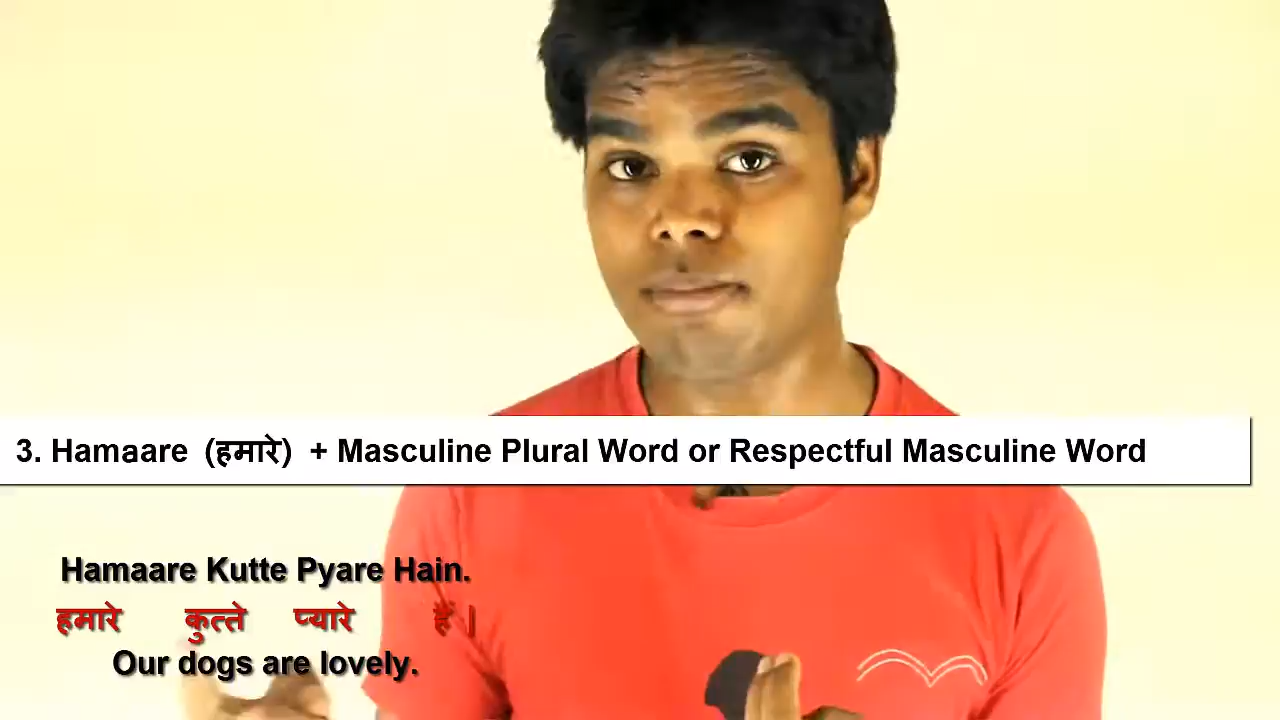 3. Hamaare (हमारे) + Masculine Plural Word or Respectful Masculine Word
Hamaare Kutte Pyare Hain.
हमारे कुत्ते प्यारे हैं |
Our dogs are lovely.